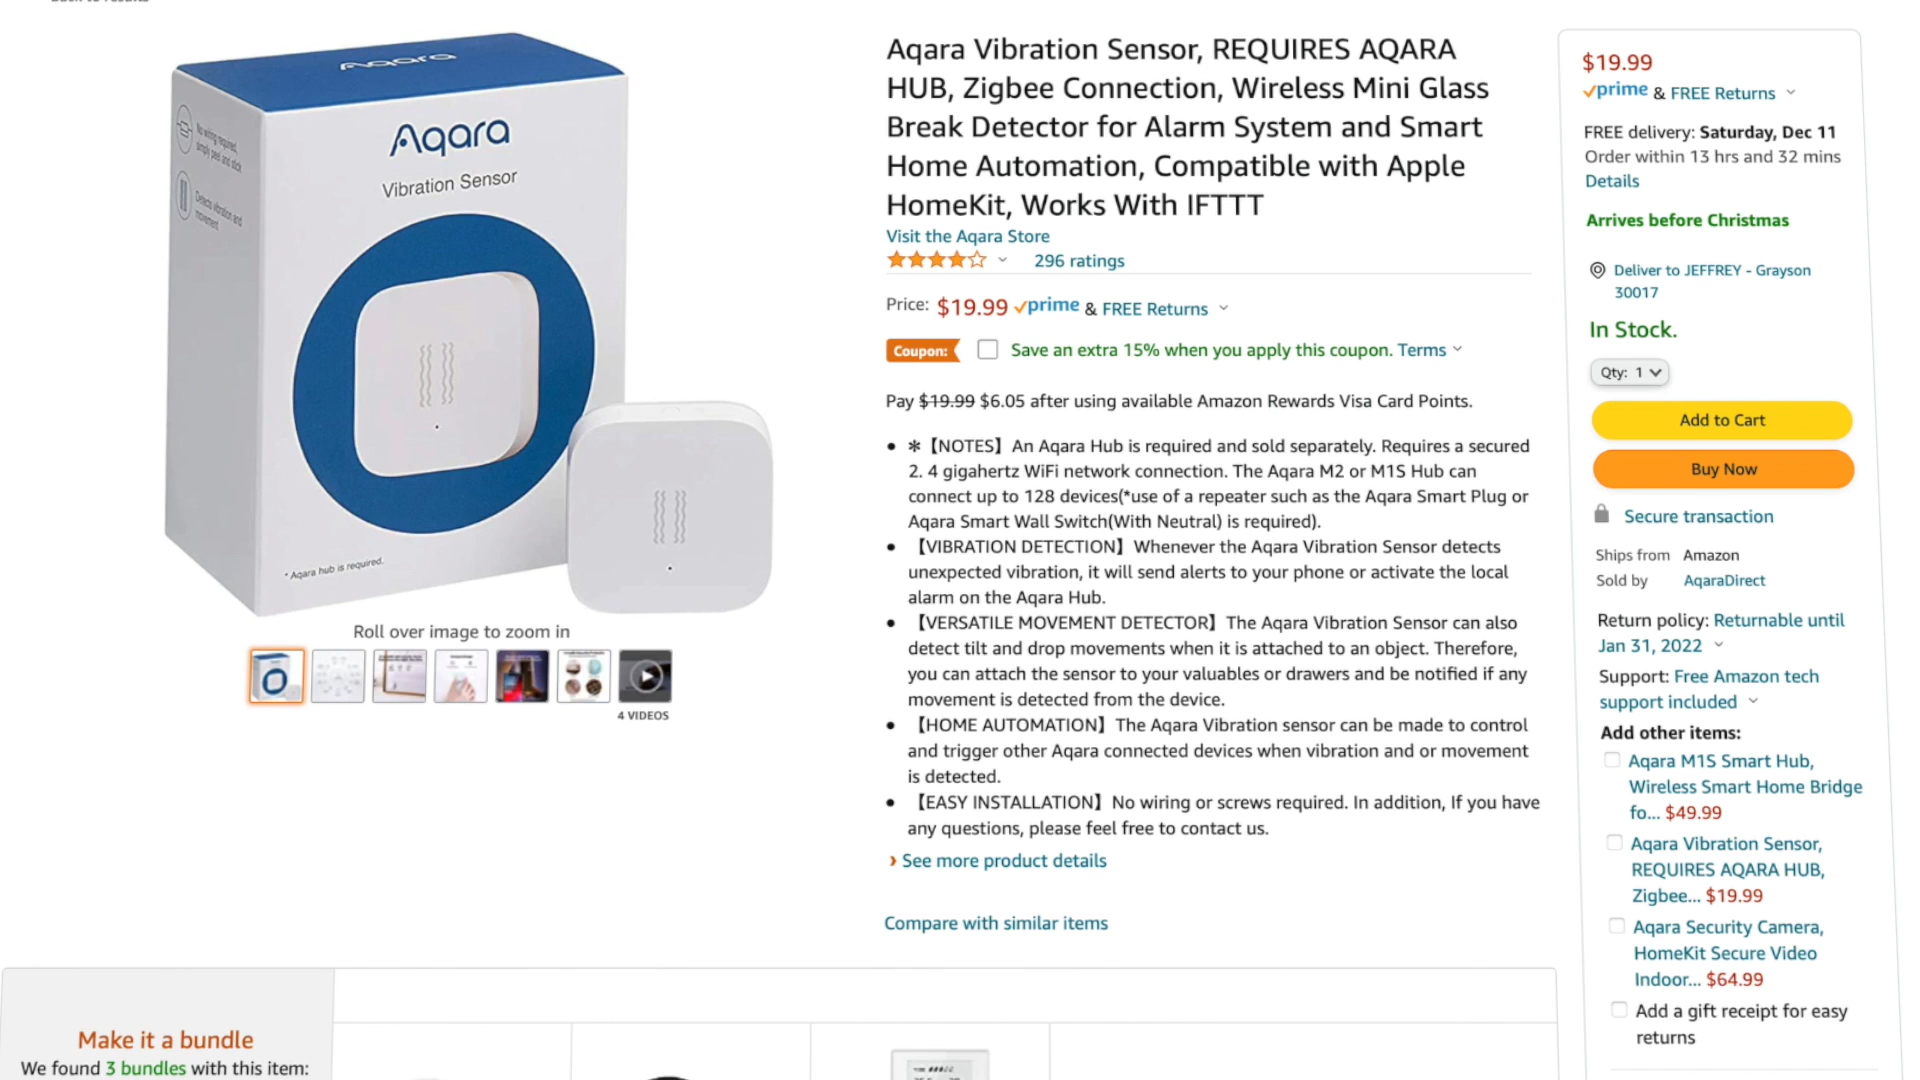 Aqara
No wiring required,
simply peel and stick
Detects vibration and
movement
Aqara
Vibration Sensor
* Aqara hub is required.
Roll over image to zoom in
4 VIDEOS
Aqara Vibration Sensor, REQUIRES AQARA
HUB, Zigbee Connection, Wireless Mini Glass
Break Detector for Alarm System and Smart
Home Automation, Compatible with Apple
HomeKit, Works With IFTTT
Visit the Aqara Store
296 ratings
Price: $19.99 prime & FREE Returns
Coupon: Save an extra 15% when you apply this coupon. Terms
Pay $19.99 $6.05 after using available Amazon Rewards Visa Card Points.
• ✻【NOTES】An Aqara Hub is required and sold separately. Requires a secured
2. 4 gigahertz WiFi network connection. The Aqara M2 or M1S Hub can
connect up to 128 devices(*use of a repeater such as the Aqara Smart Plug or
Aqara Smart Wall Switch(With Neutral) is required).
• 【VIBRATION DETECTION】Whenever the Aqara Vibration Sensor detects
unexpected vibration, it will send alerts to your phone or activate the local
alarm on the Aqara Hub.
• 【VERSATILE MOVEMENT DETECTOR】The Aqara Vibration Sensor can also
detect tilt and drop movements when it is attached to an object. Therefore,
you can attach the sensor to your valuables or drawers and be notified if any
movement is detected from the device.
• 【HOME AUTOMATION】The Aqara Vibration sensor can be made to control
and trigger other Aqara connected devices when vibration and or movement
is detected.
• 【EASY INSTALLATION】No wiring or screws required. In addition, If you have
any questions, please feel free to contact us.
› See more product details
Compare with similar items
$19.99
prime & FREE Returns
FREE delivery: Saturday, Dec 11
Order within 13 hrs and 32 mins
Details
Arrives before Christmas
Deliver to JEFFREY - Grayson
30017
In Stock.
Qty: 1
Add to Cart
Buy Now
Secure transaction
Ships from Amazon
Sold by AqaraDirect
Return policy: Returnable until
Jan 31, 2022
Support: Free Amazon tech
support included
Add other items:
Aqara M1S Smart Hub,
Wireless Smart Home Bridge
fo... $49.99
Aqara Vibration Sensor,
REQUIRES AQARA HUB,
Zigbee... $19.99
Aqara Security Camera,
HomeKit Secure Video
Indoor... $64.99
Add a gift receipt for easy
returns
Make it a bundle
We found 3 bundles with this item: